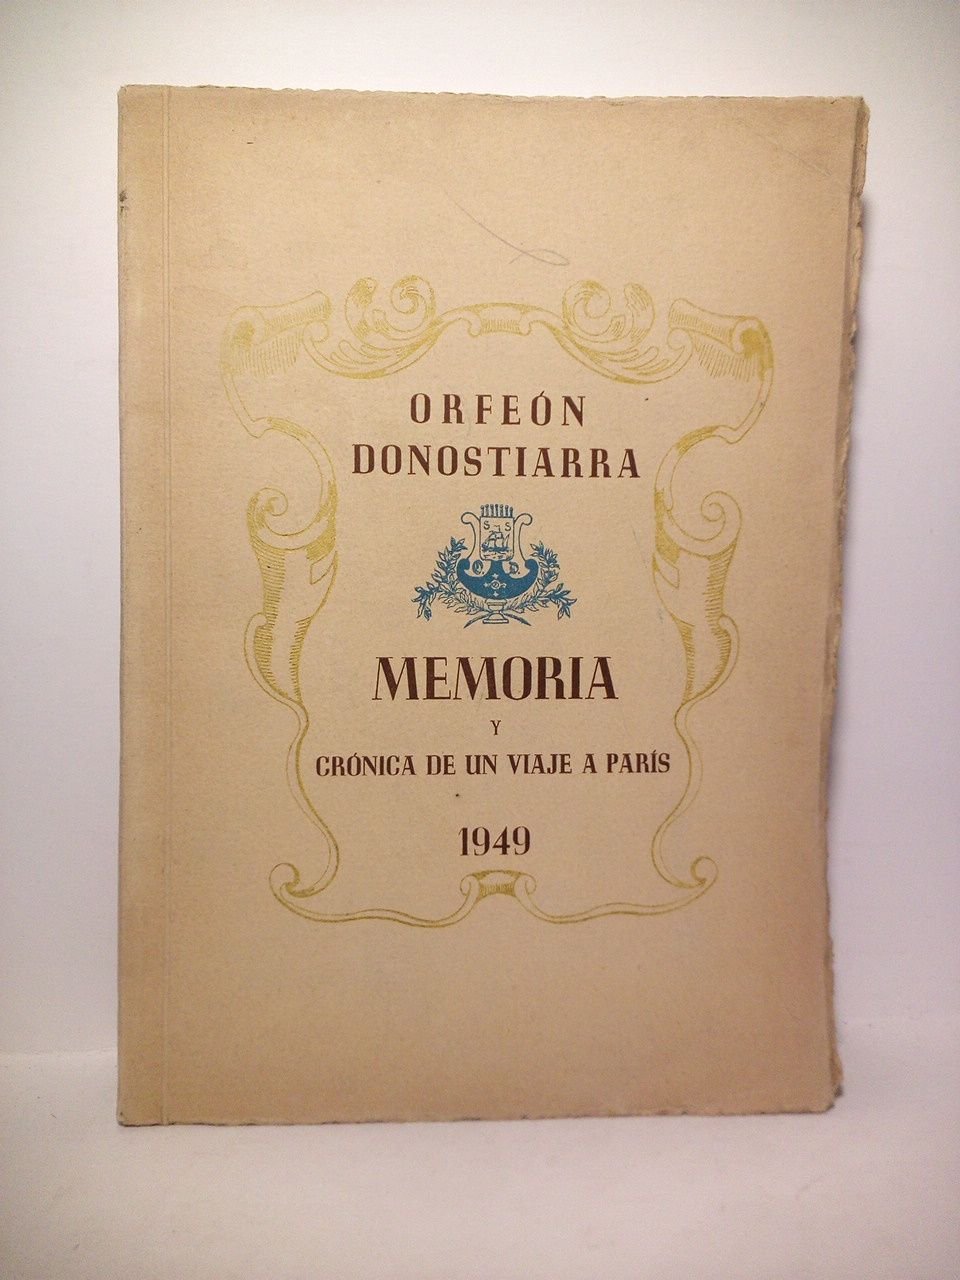 ORFEÓN
DONOSTIARRA
S S
O D
MEMORIA
Y
CRÓNICA DE UN VIAJE A PARÍS
1949